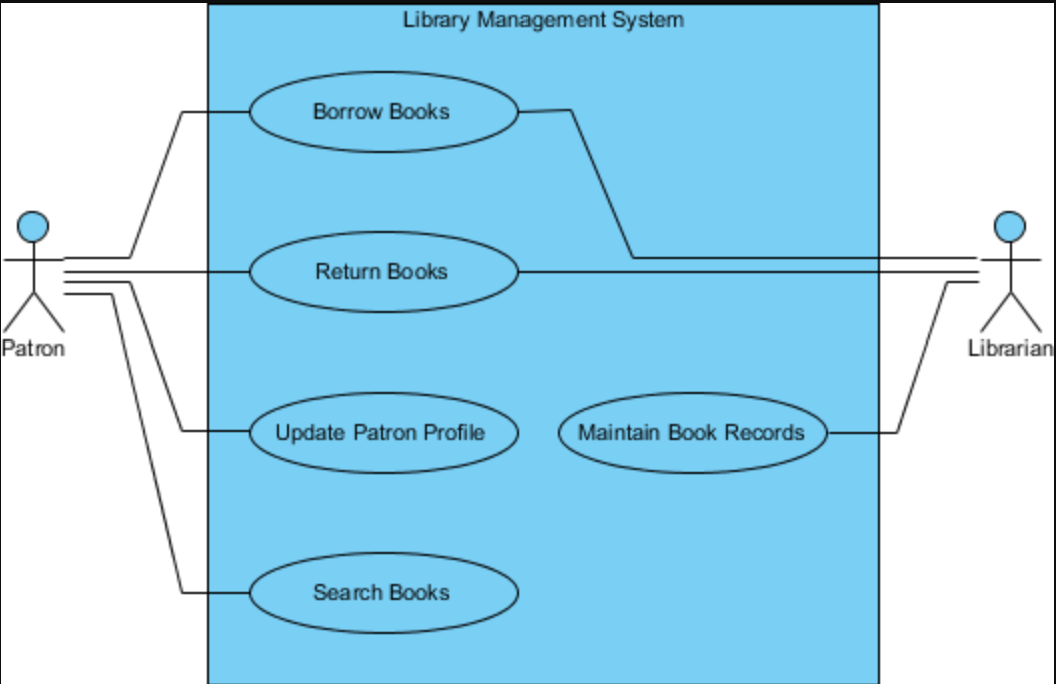 Library Management System
Borrow Books
Return Books
Patron
Librarian
Update Patron Profile
Maintain Book Records
Search Books